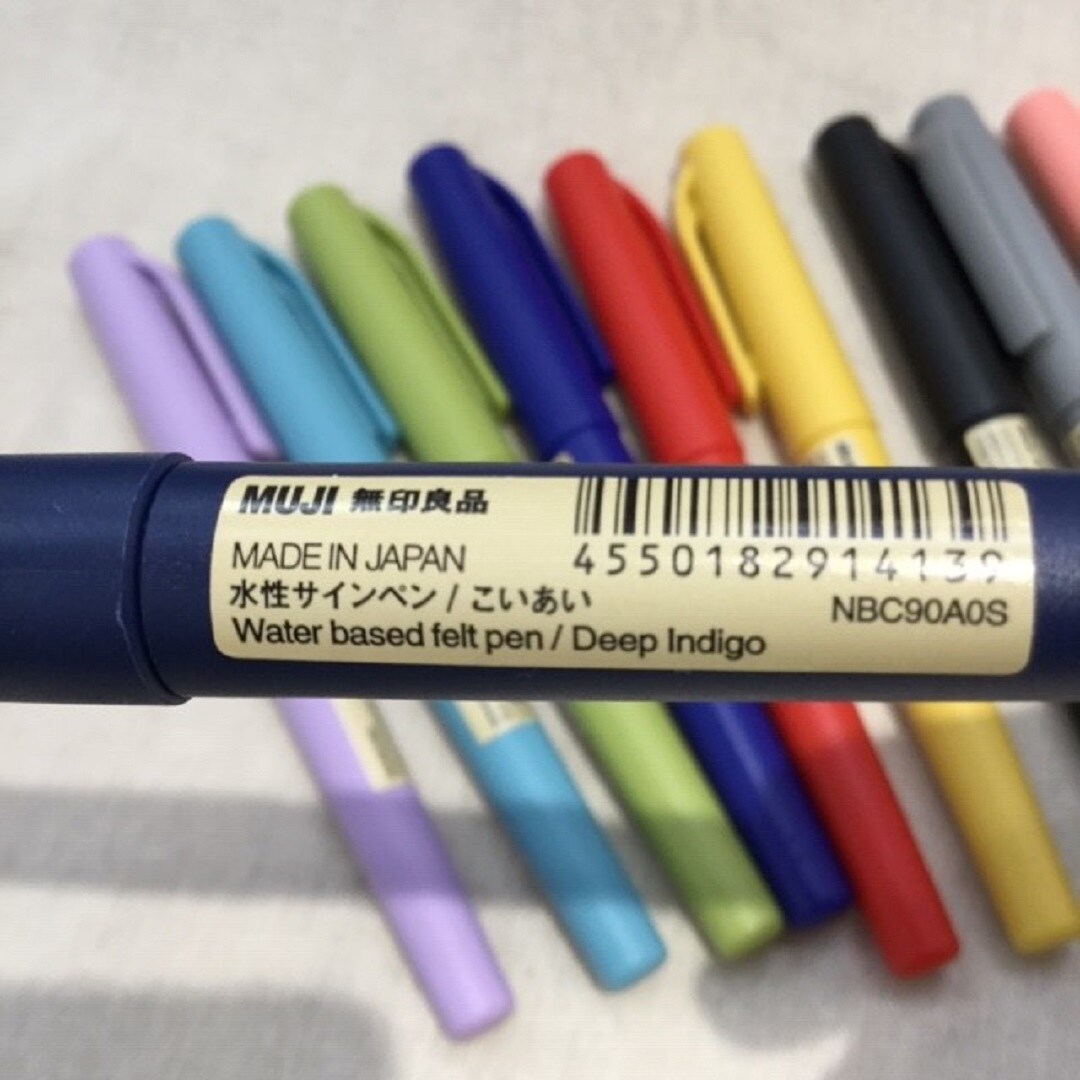 MUJI 無印良品
MADE IN JAPAN
水性サインペン / こいあい
Water based felt pen / Deep Indigo
4550182914139
NBC90A0S